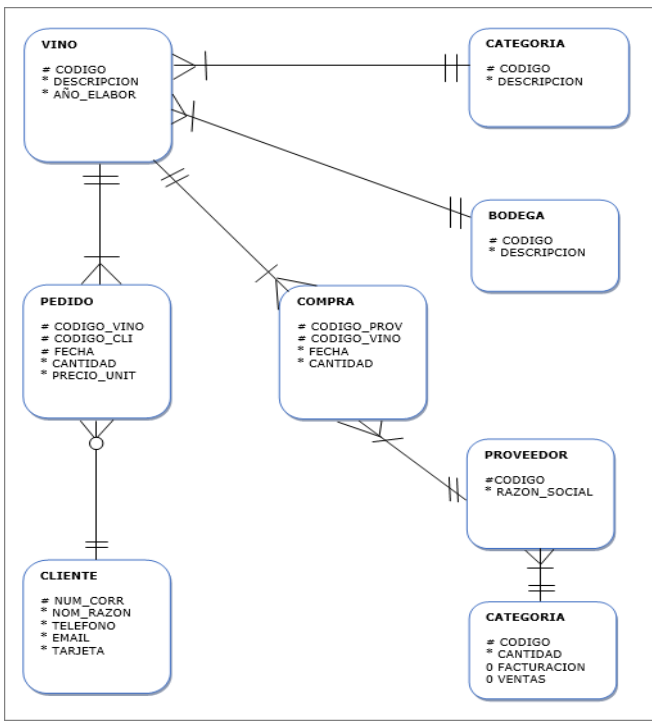 VINO
# CODIGO
* DESCRIPCION
* AÑO_ELABOR
CATEGORIA
# CODIGO
* DESCRIPCION
BODEGA
# CODIGO
* DESCRIPCION
PEDIDO
# CODIGO_VINO
# CODIGO_CLI
# FECHA
* CANTIDAD
* PRECIO_UNIT
COMPRA
# CODIGO_PROV
# CODIGO_VINO
* FECHA
* CANTIDAD
PROVEEDOR
#CODIGO
* RAZON_SOCIAL
CLIENTE
# NUM_CORR
* NOM_RAZON
* TELEFONO
* EMAIL
* TARJETA
CATEGORIA
# CODIGO
* CANTIDAD
0 FACTURACION
0 VENTAS